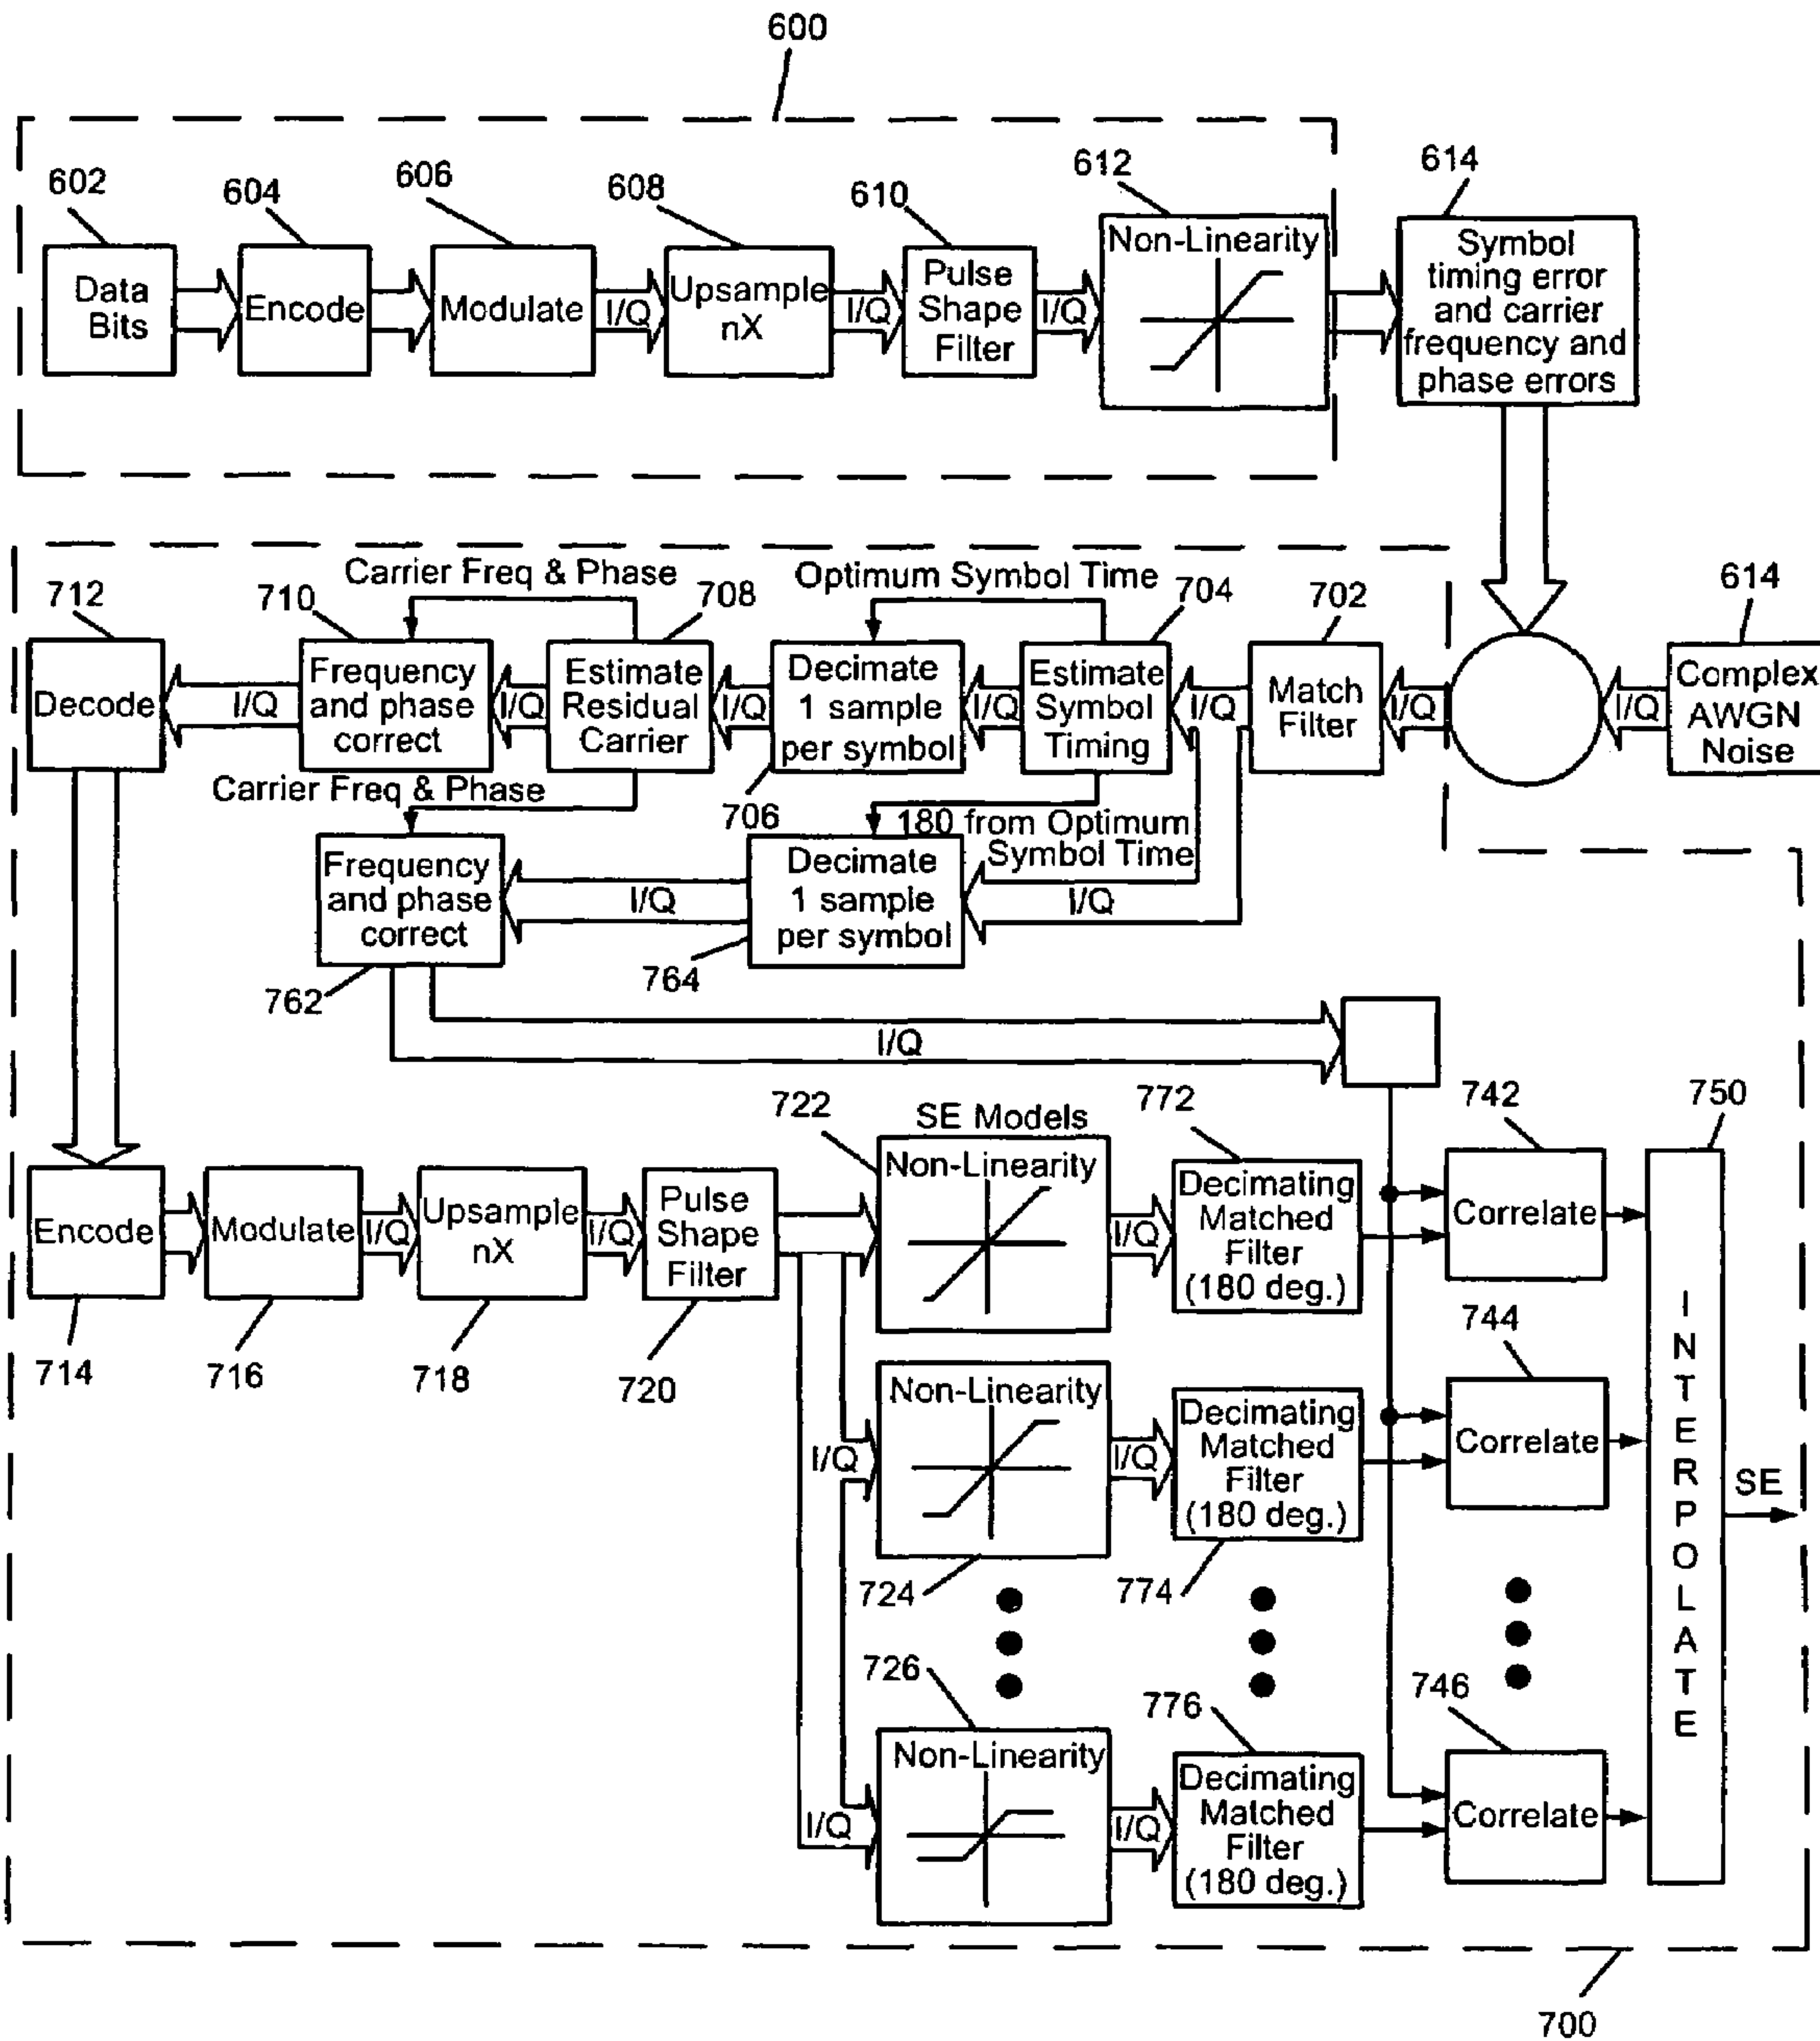 600
602
604
606
608
610
612
614
Data
Bits
Encode
Modulate
I/Q
Upsample
nX
I/Q
Pulse
Shape
Filter
I/Q
Non-Linearity
Symbol
timing error
and carrier
frequency and
phase errors
Carrier Freq & Phase
Optimum Symbol Time
712
710
708
704
702
614
Decode
I/Q
Frequency
and phase
correct
I/Q
Estimate
Residual
Carrier
I/Q
Decimate
1 sample
per symbol
I/Q
Estimate
Symbol
Timing
I/Q
Match
Filter
I/Q
I/Q
Complex
AWGN
Noise
Carrier Freq & Phase
706
180 from Optimum
Symbol Time
Frequency
and phase
correct
I/Q
Decimate
1 sample
per symbol
I/Q
762
764
I/Q
722
SE Models
772
742
750
Encode
Modulate
I/Q
Upsample
nX
I/Q
Pulse
Shape
Filter
Non-Linearity
I/Q
Decimating
Matched
Filter
(180 deg.)
Correlate
714
716
718
720
744
I/Q
Non-Linearity
I/Q
Decimating
Matched
Filter
(180 deg.)
Correlate
INTERPOLATE
SE
724
774
726
776
746
I/Q
Non-Linearity
I/Q
Decimating
Matched
Filter
(180 deg.)
Correlate
700